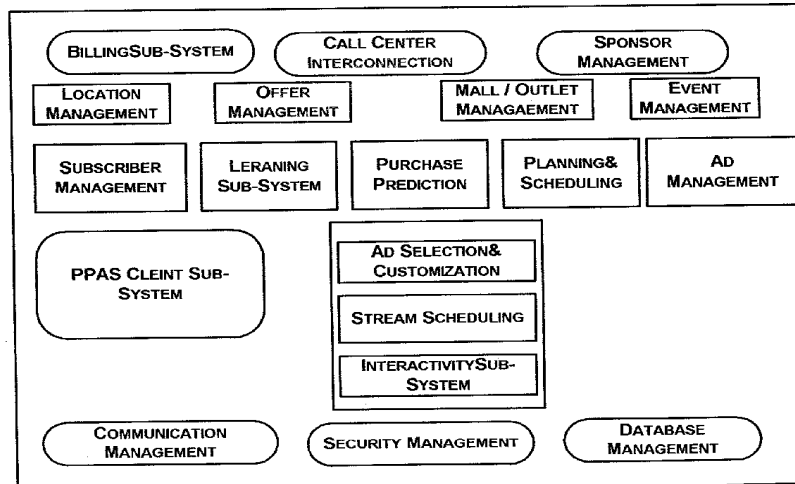 BILLINGSUB-SYSTEM
CALL CENTER
INTERCONNECTION
SPONSOR
MANAGEMENT
LOCATION
MANAGEMENT
OFFER
MANAGEMENT
MALL / OUTLET
MANAGAEMENT
EVENT
MANAGEMENT
SUBSCRIBER
MANAGEMENT
LERANING
SUB-SYSTEM
PURCHASE
PREDICTION
PLANNING&
SCHEDULING
AD
MANAGEMENT
PPAS CLEINT SUB-
SYSTEM
AD SELECTION&
CUSTOMIZATION
STREAM SCHEDULING
INTERACTIVITYSUB-
SYSTEM
COMMUNICATION
MANAGEMENT
SECURITY MANAGEMENT
DATABASE
MANAGEMENT